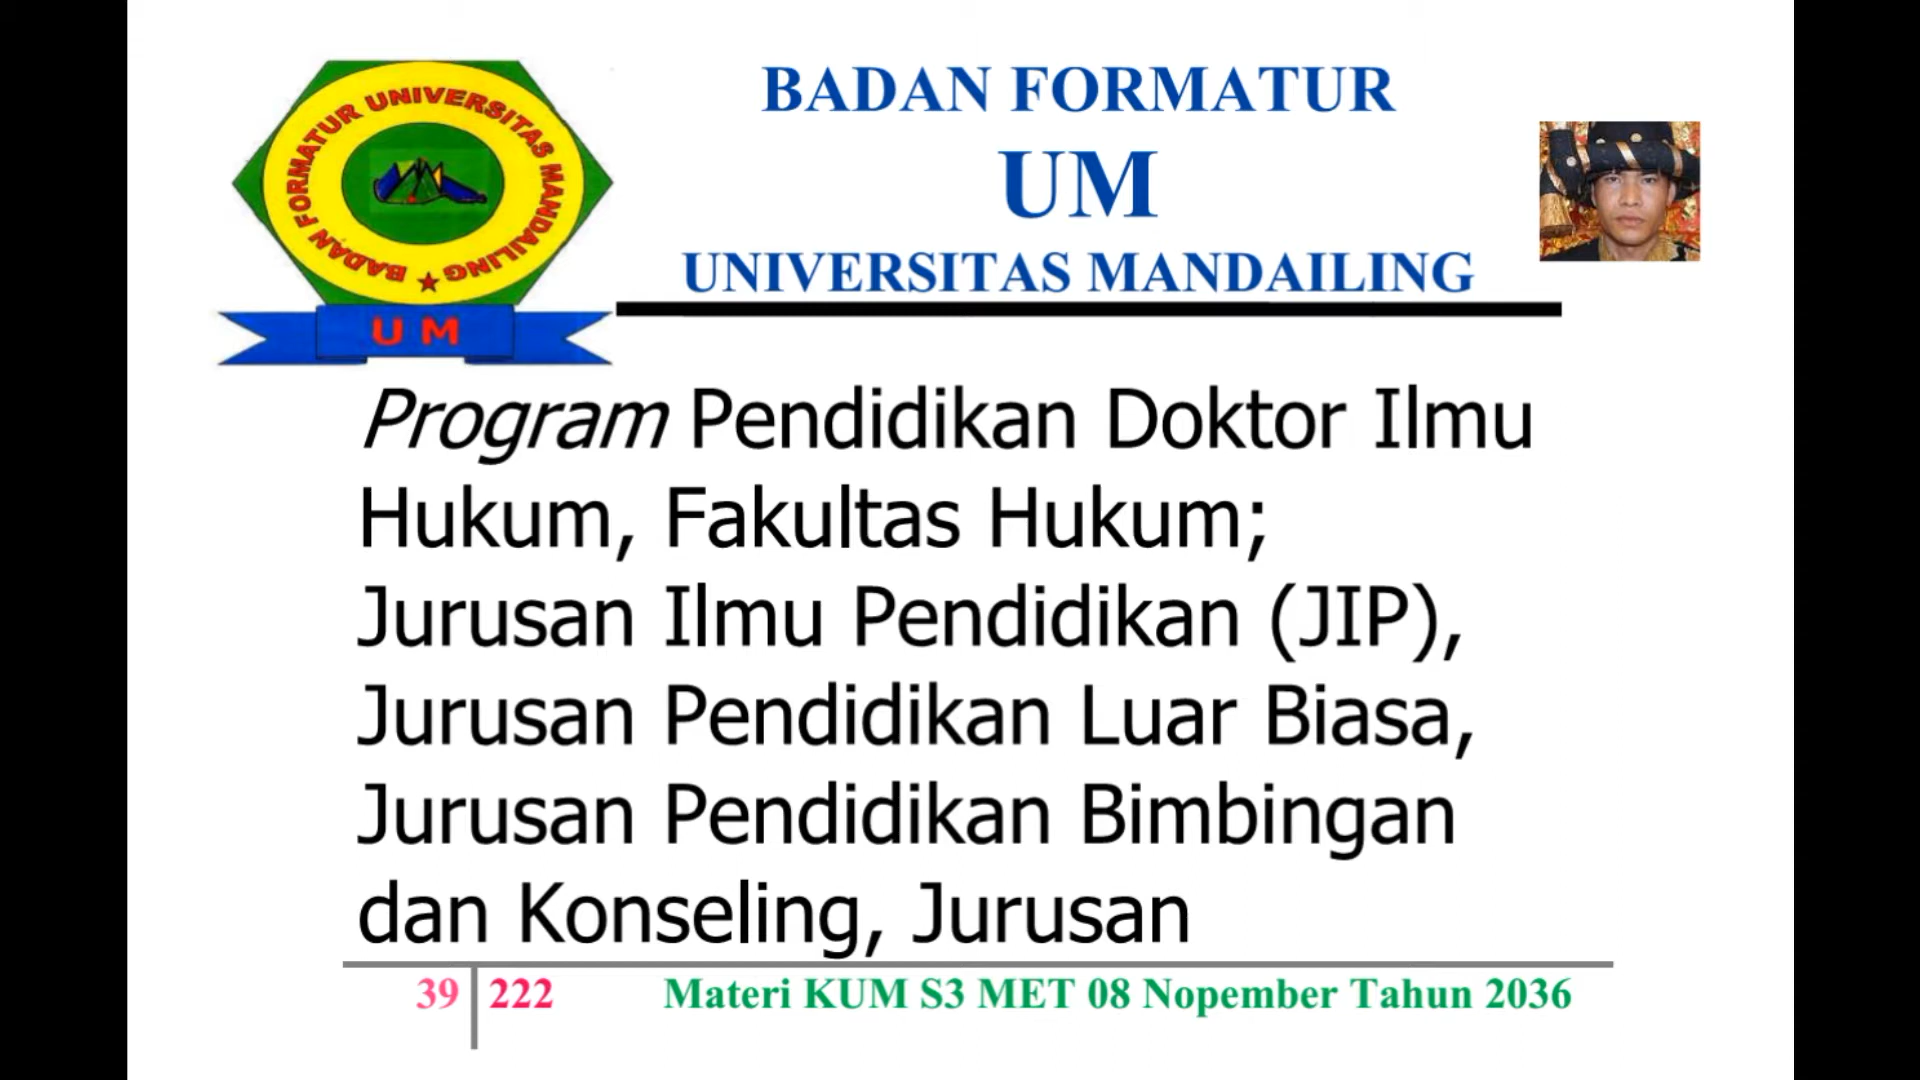 BADAN FORMATUR UNIVERSITAS MANDAILING
U M
BADAN FORMATUR
UM
UNIVERSITAS MANDAILING
Program Pendidikan Doktor Ilmu
Hukum, Fakultas Hukum;
Jurusan Ilmu Pendidikan (JIP),
Jurusan Pendidikan Luar Biasa,
Jurusan Pendidikan Bimbingan
dan Konseling, Jurusan
39 222 Materi KUM S3 MET 08 Nopember Tahun 2036